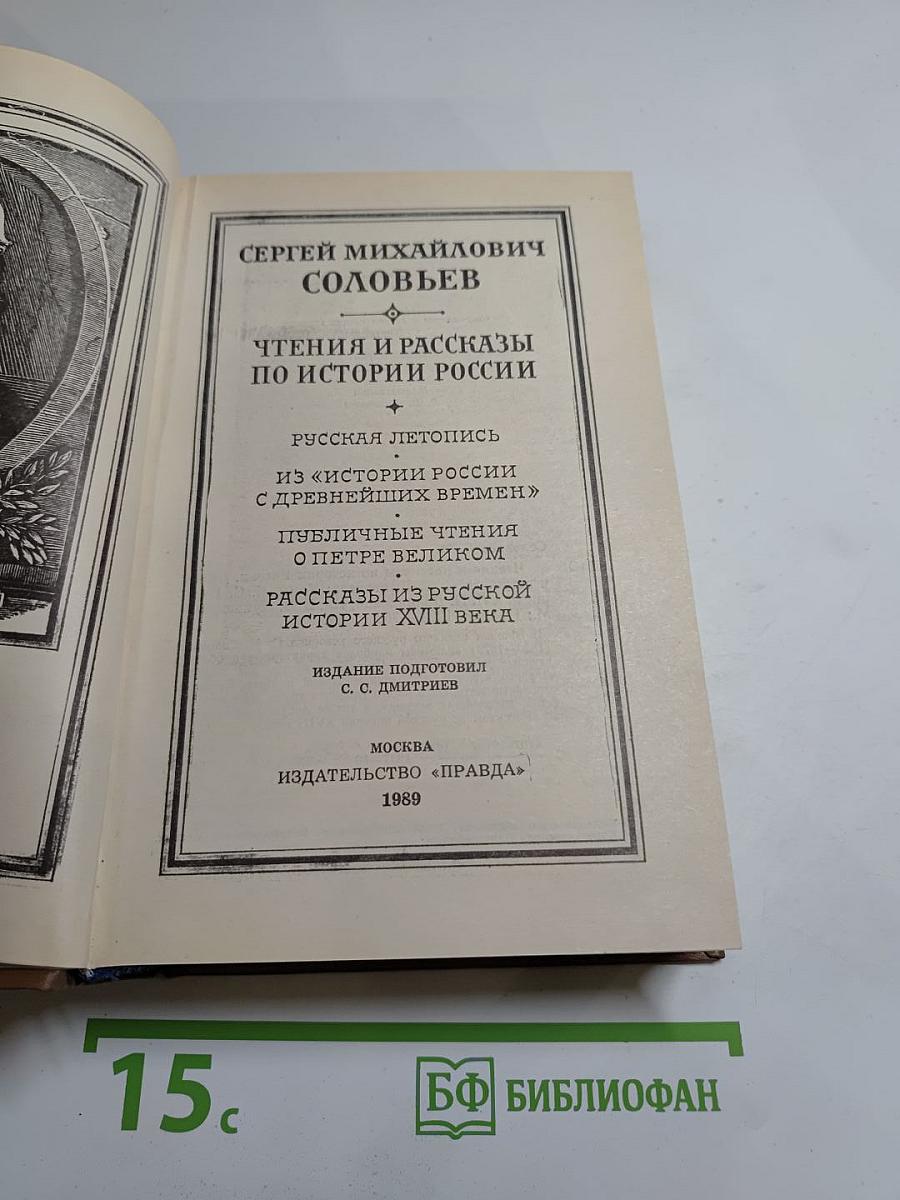 СЕРГЕЙ МИХАЙЛОВИЧ
СОЛОВЬЕВ
ЧТЕНИЯ И РАССКАЗЫ
ПО ИСТОРИИ РОССИИ
РУССКАЯ ЛЕТОПИСЬ
ИЗ «ИСТОРИИ РОССИИ
С ДРЕВНЕЙШИХ ВРЕМЕН»
ПУБЛИЧНЫЕ ЧТЕНИЯ
О ПЕТРЕ ВЕЛИКОМ
РАССКАЗЫ ИЗ РУССКОЙ
ИСТОРИИ XVIII ВЕКА
ИЗДАНИЕ ПОДГОТОВИЛ
С. С. ДМИТРИЕВ
МОСКВА
ИЗДАТЕЛЬСТВО «ПРАВДА»
1989
15 с
БФ БИБЛИОФАН